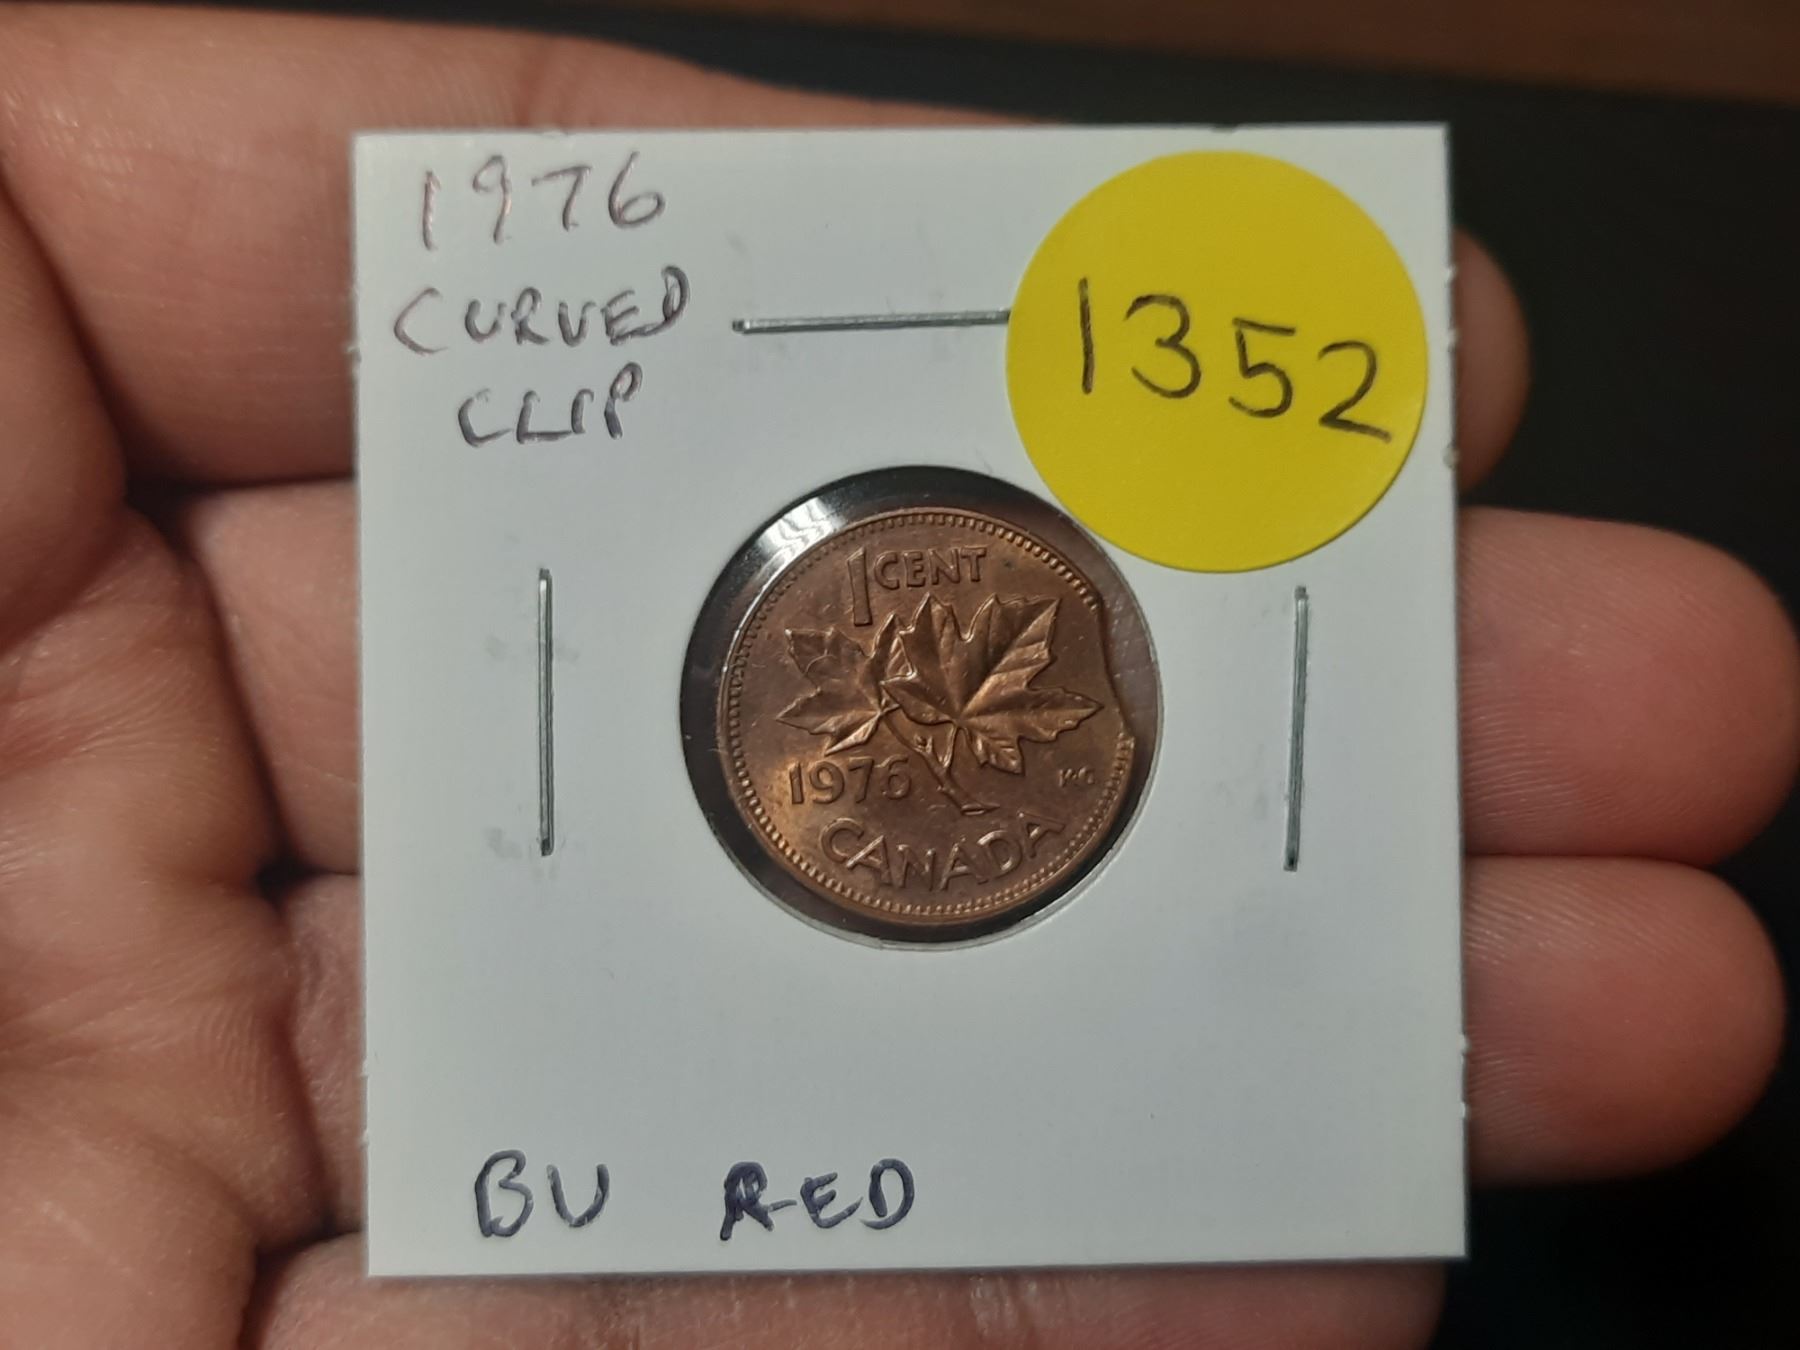 1976
CURVED
CLIP
1352
1 CENT
1976 KG
CANADA
BU RED